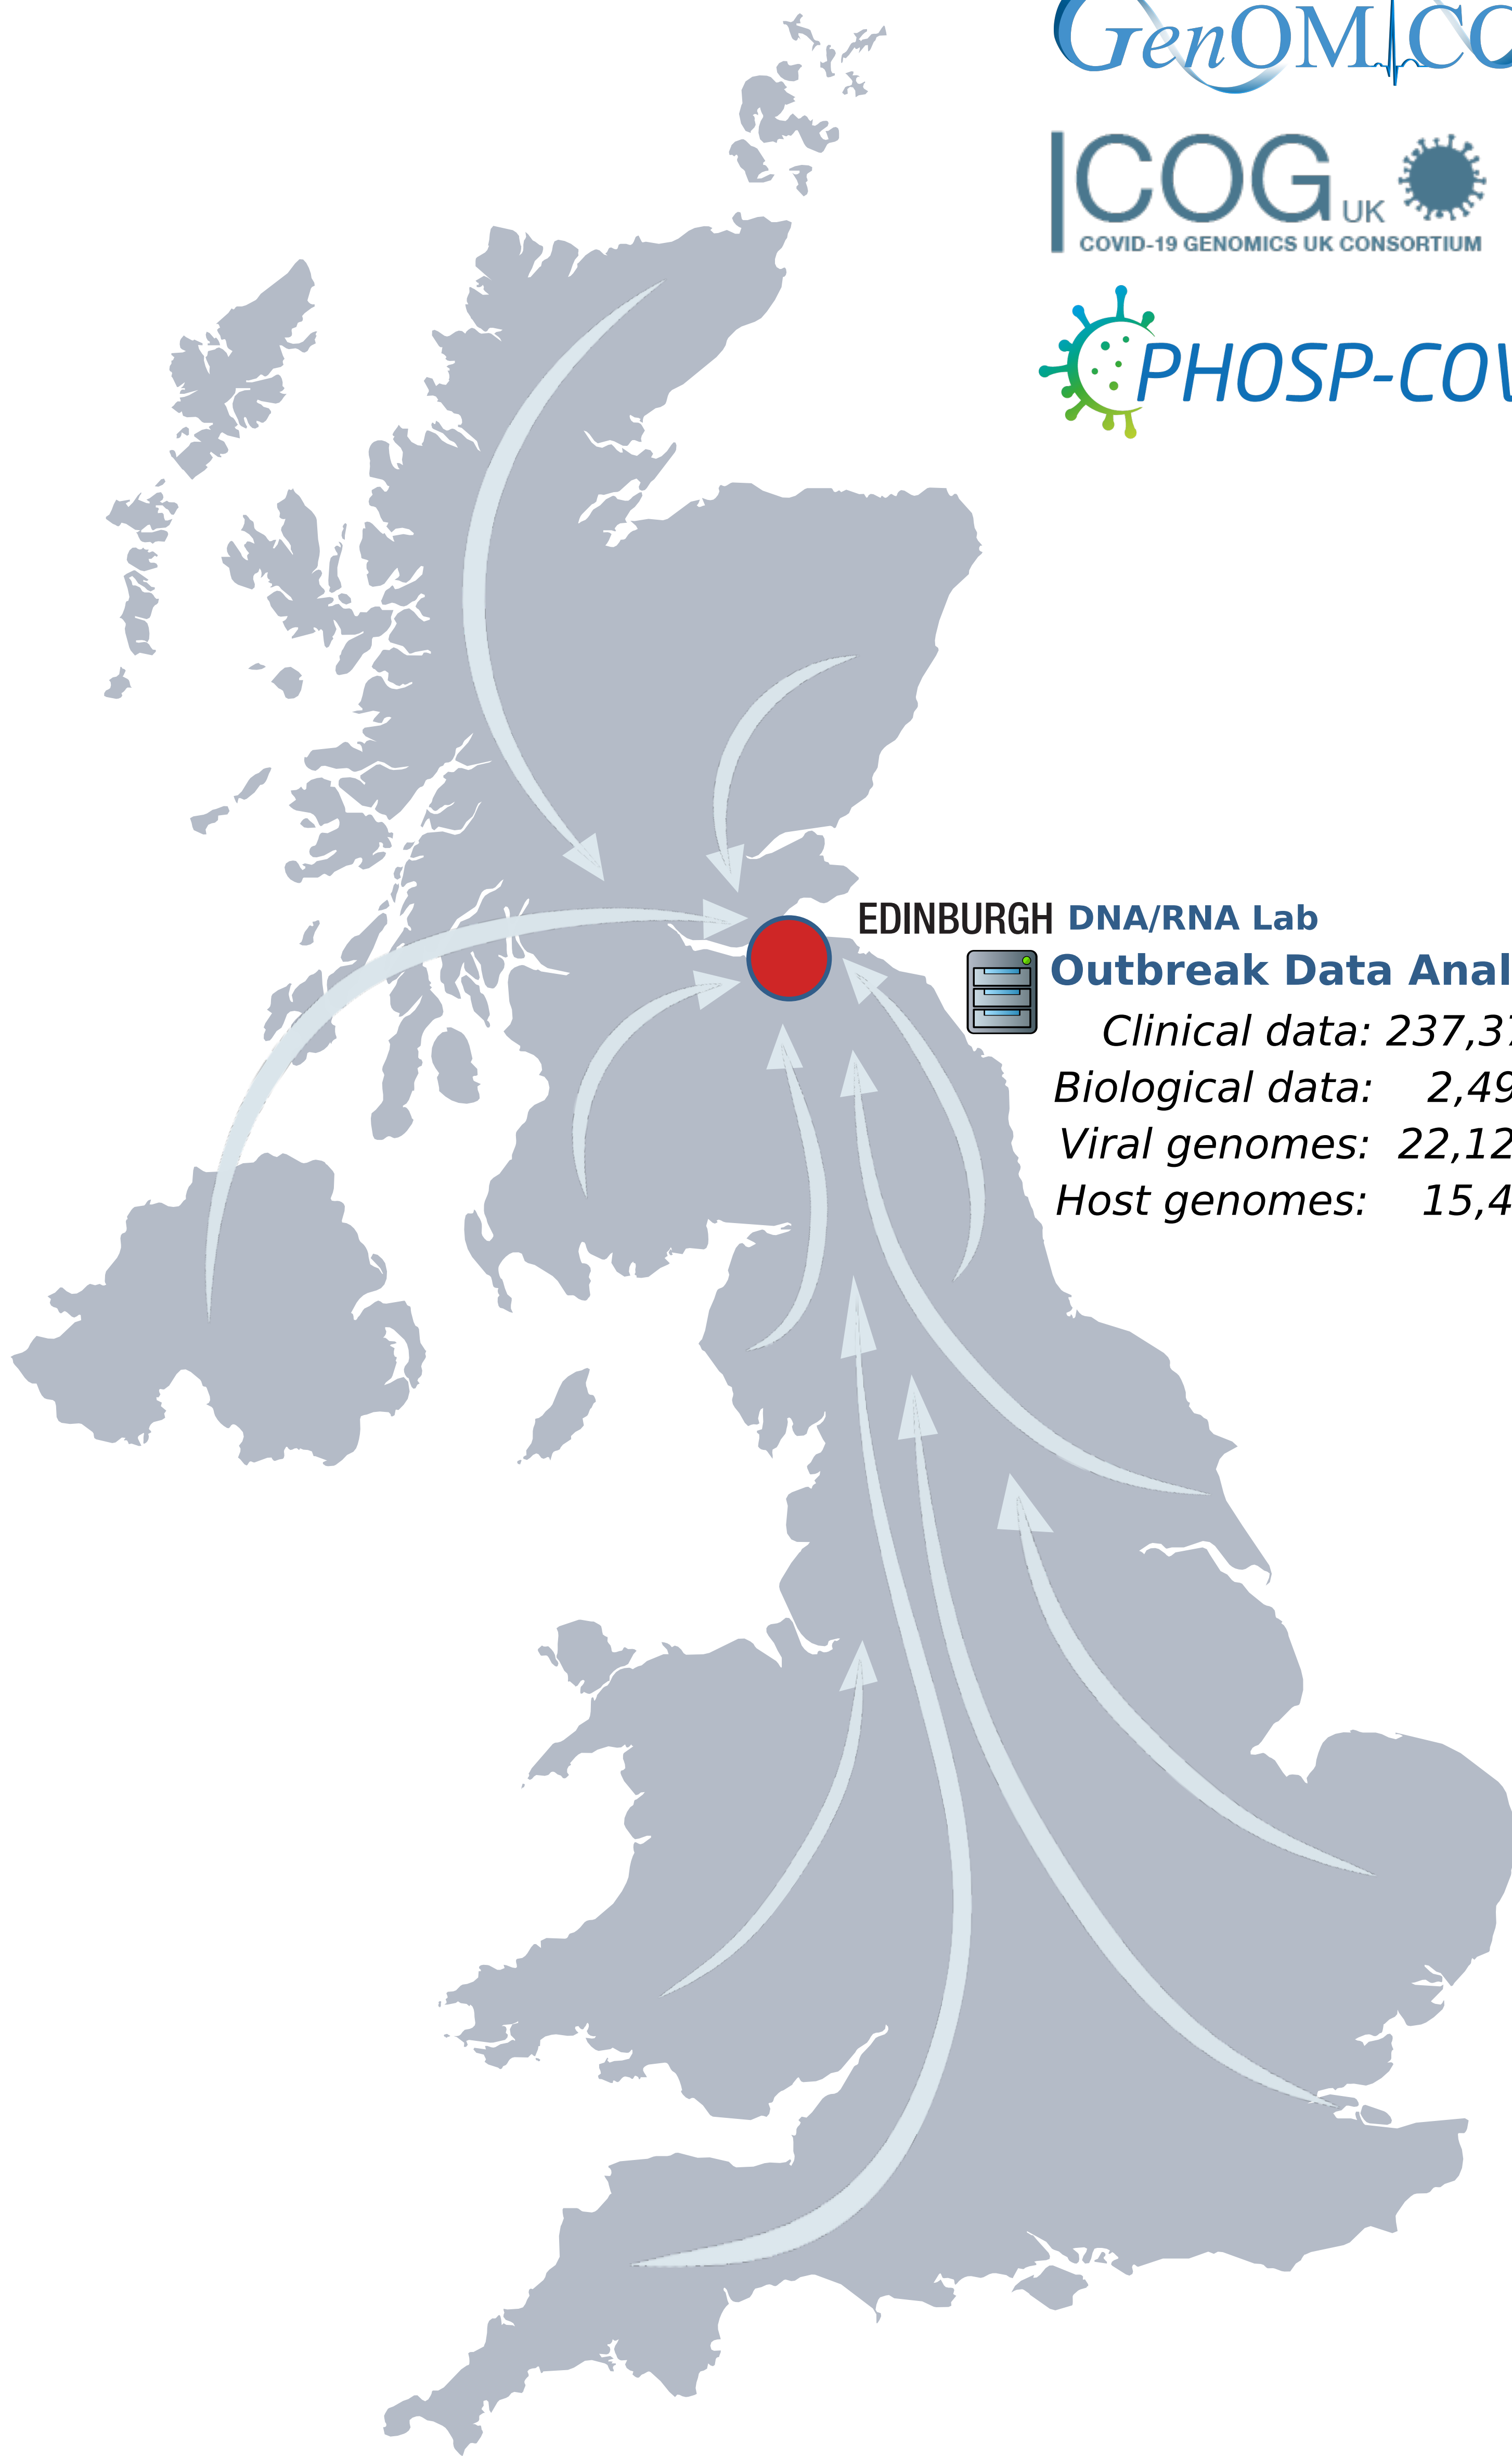 GenOMICC
COG UK
COVID-19 GENOMICS UK CONSORTIUM
PHOSP-COV
EDINBURGH DNA/RNA Lab
Outbreak Data Anal
Clinical data: 237,37
Biological data: 2,49
Viral genomes: 22,12
Host genomes: 15,4